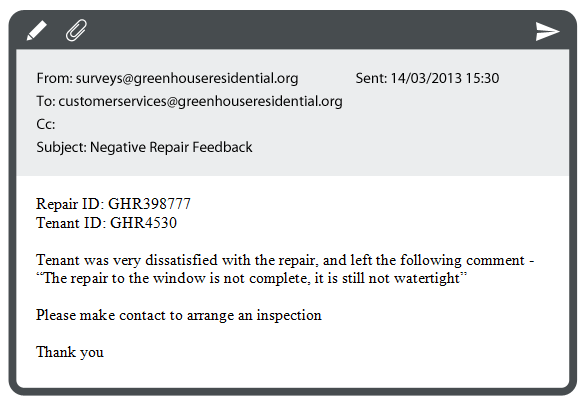 From: surveys@greenhouseresidential.org Sent: 14/03/2013 15:30
To: customerservices@greenhouseresidential.org
Cc:
Subject: Negative Repair Feedback
Repair ID: GHR398777
Tenant ID: GHR4530
Tenant was very dissatisfied with the repair, and left the following comment -
“The repair to the window is not complete, it is still not watertight”
Please make contact to arrange an inspection
Thank you